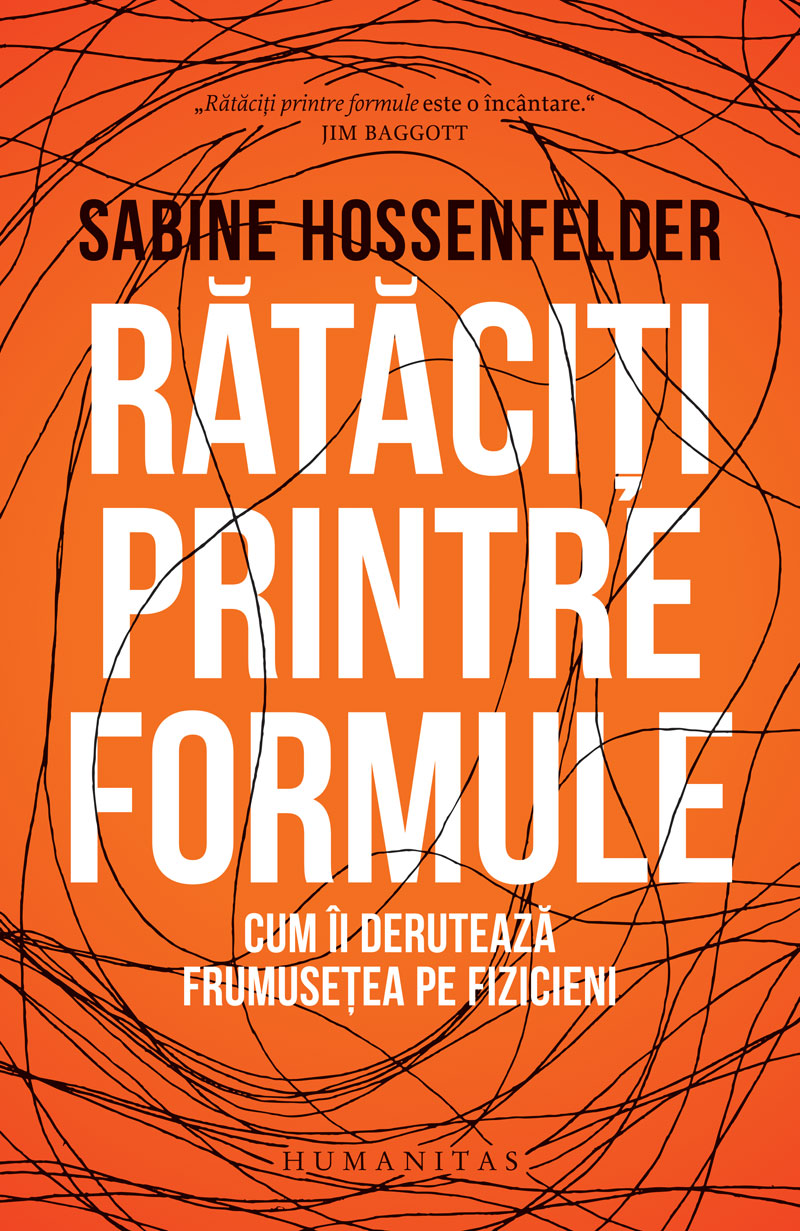 „Rătăciți printre formule este o încântare.“
JIM BAGGOTT
SABINE HOSSENFELDER
RĂTĂCIȚI
PRINTRE
FORMULE
CUM ÎI DERUTEAZĂ
FRUMUSEȚEA PE FIZICIENI
HUMANITAS